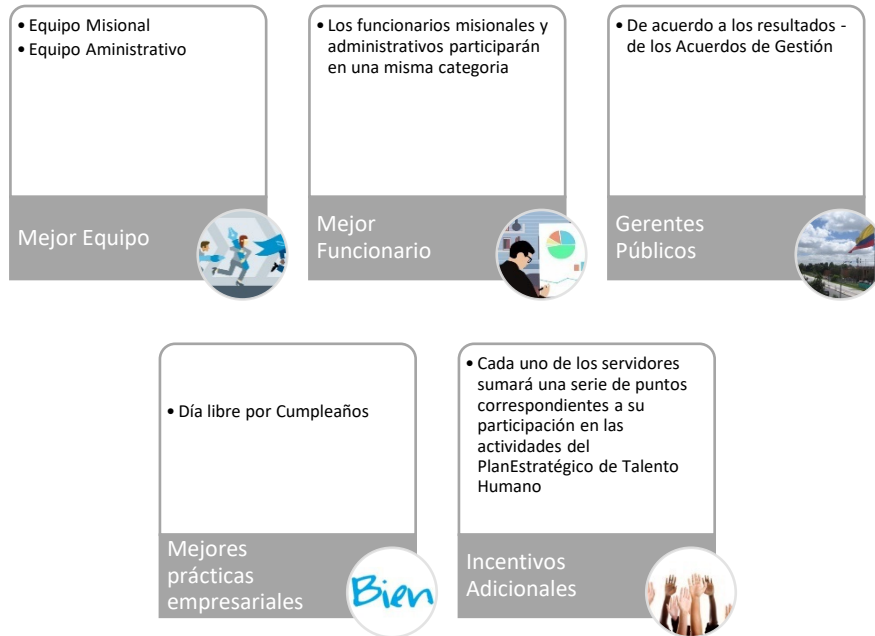 • Equipo Misional
• Equipo Aministrativo
Mejor Equipo
• Los funcionarios misionales y
administrativos participarán
en una misma categoria
Mejor
Funcionario
• De acuerdo a los resultados -
de los Acuerdos de Gestión
Gerentes
Públicos
• Día libre por Cumpleaños
Mejores
prácticas
empresariales
Bien
• Cada uno de los servidores
sumará una serie de puntos
correspondientes a su
participación en las
actividades del
PlanEstratégico de Talento
Humano
Incentivos
Adicionales